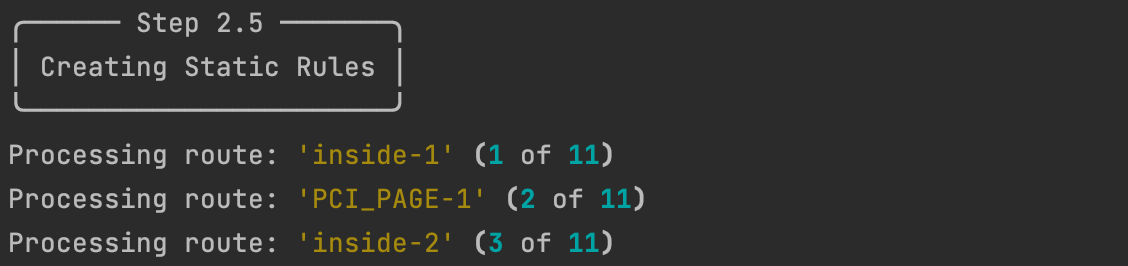 Step 2.5
Creating Static Rules
Processing route: 'inside-1' (1 of 11)
Processing route: 'PCI_PAGE-1' (2 of 11)
Processing route: 'inside-2' (3 of 11)